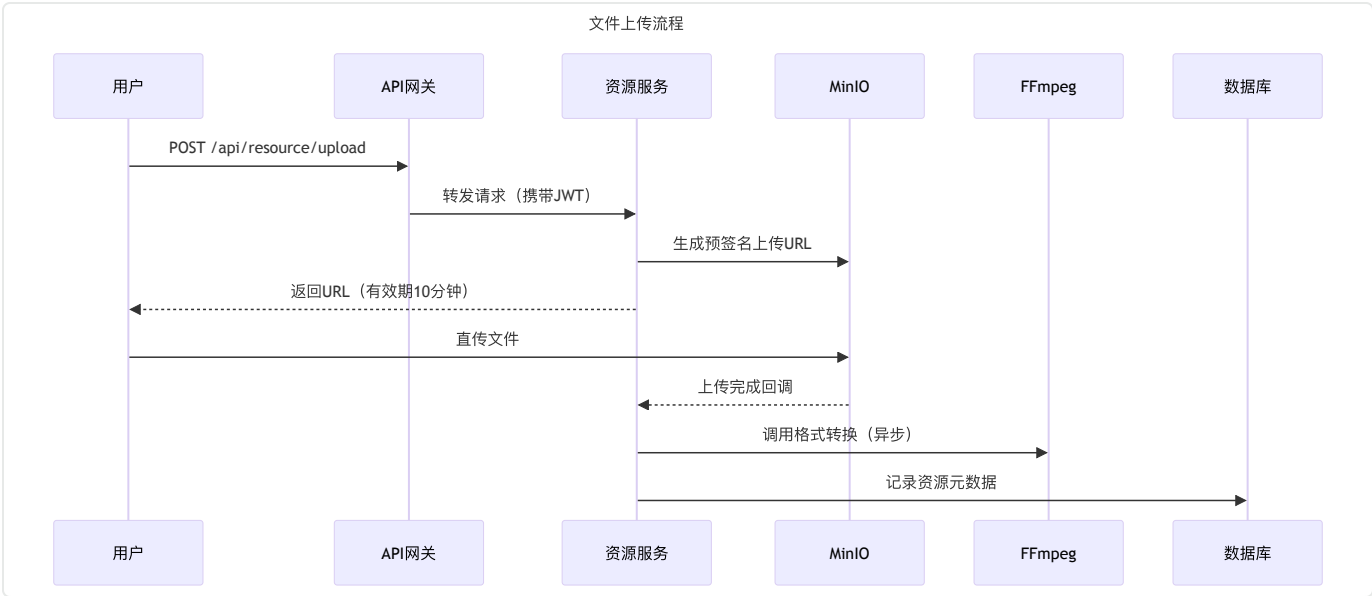 文件上传流程
用户
API网关
资源服务
MinIO
FFmpeg
数据库
POST /api/resource/upload
转发请求（携带JWT）
生成预签名上传URL
返回URL（有效期10分钟）
直传文件
上传完成回调
调用格式转换（异步）
记录资源元数据
用户
API网关
资源服务
MinIO
FFmpeg
数据库